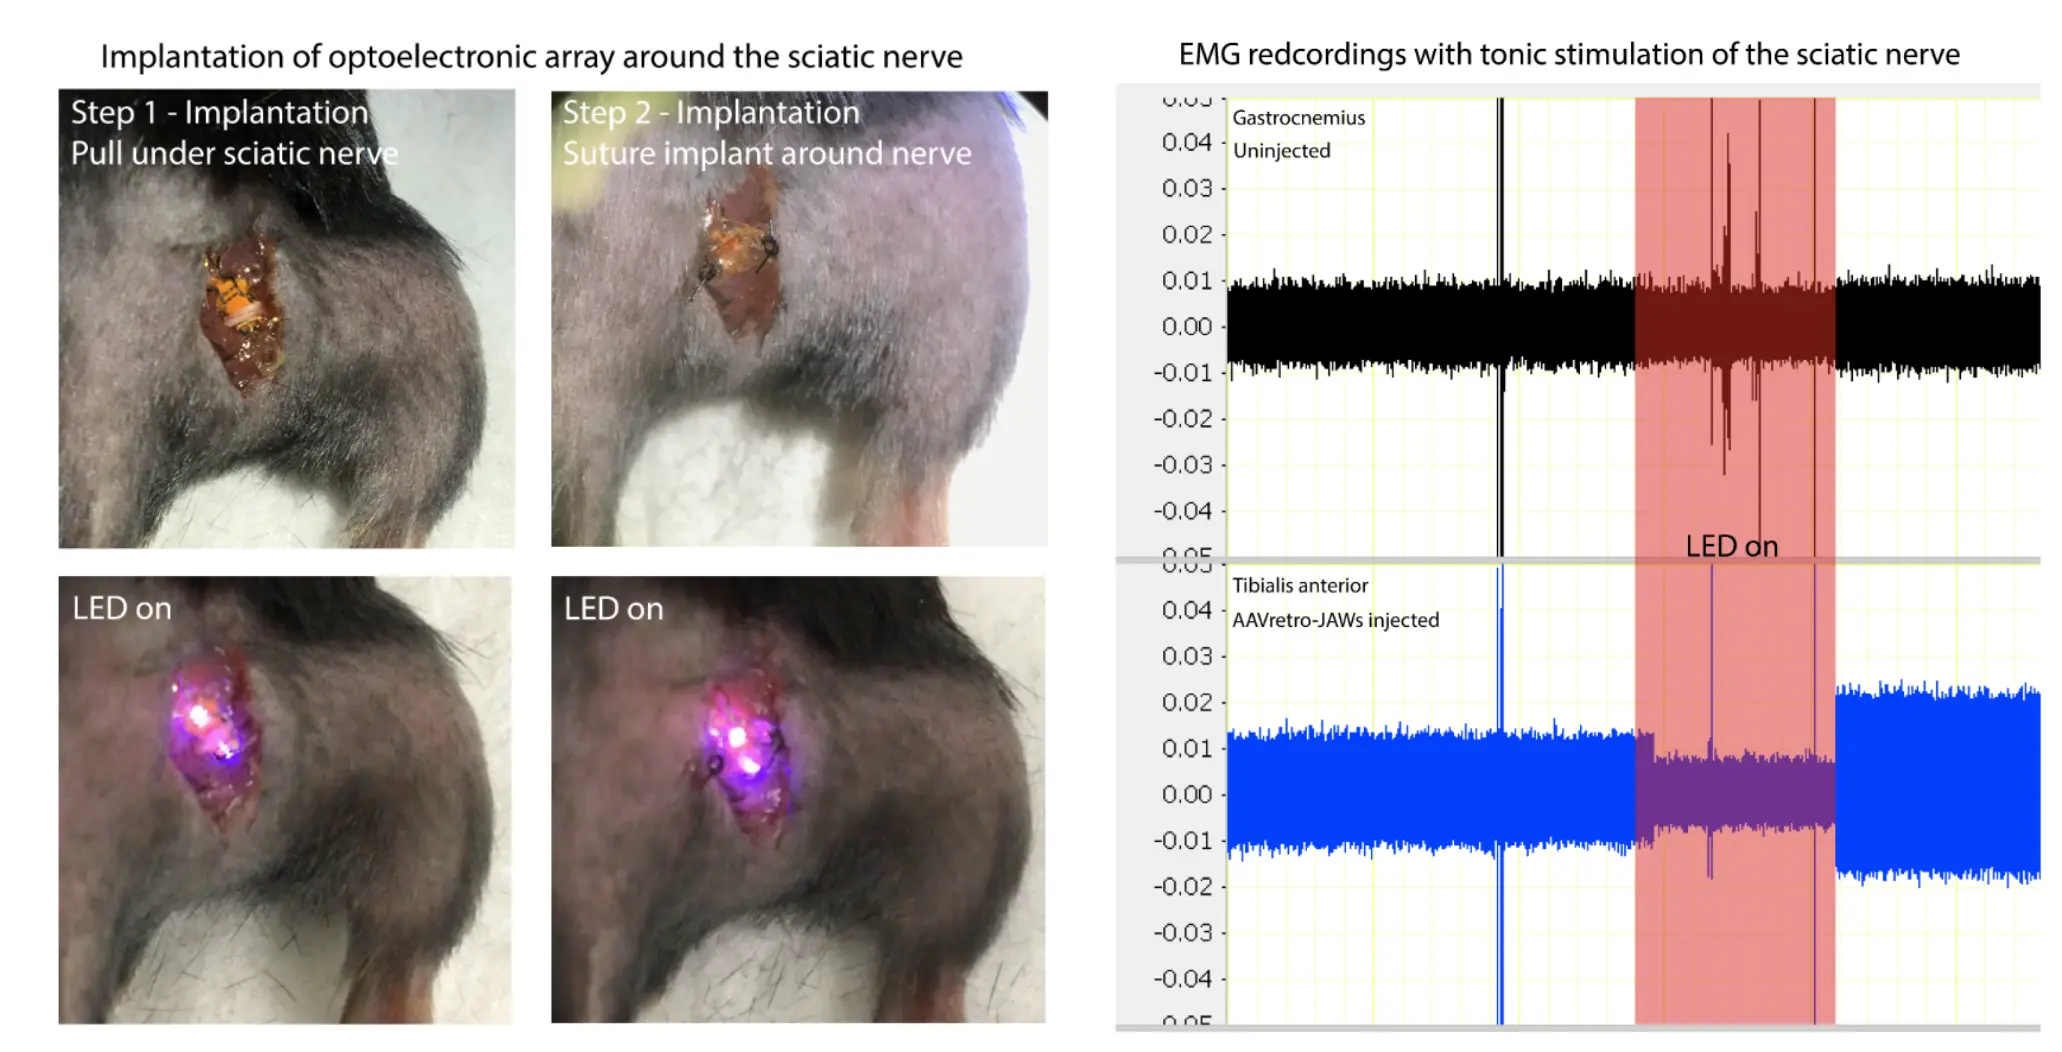 Implantation of optoelectronic array around the sciatic nerve
Step 1 - Implantation
Pull under sciatic nerve
Step 2 - Implantation
Suture implant around nerve
LED on
LED on
EMG redcordings with tonic stimulation of the sciatic nerve
Gastrocnemius
Uninjected
0.04
0.03
0.02
0.01
0.00
-0.01
-0.02
-0.03
-0.04
LED on
Tibialis anterior
AAVretro-JAWs injected
0.04
0.03
0.02
0.01
0.00
-0.01
-0.02
-0.03
-0.04